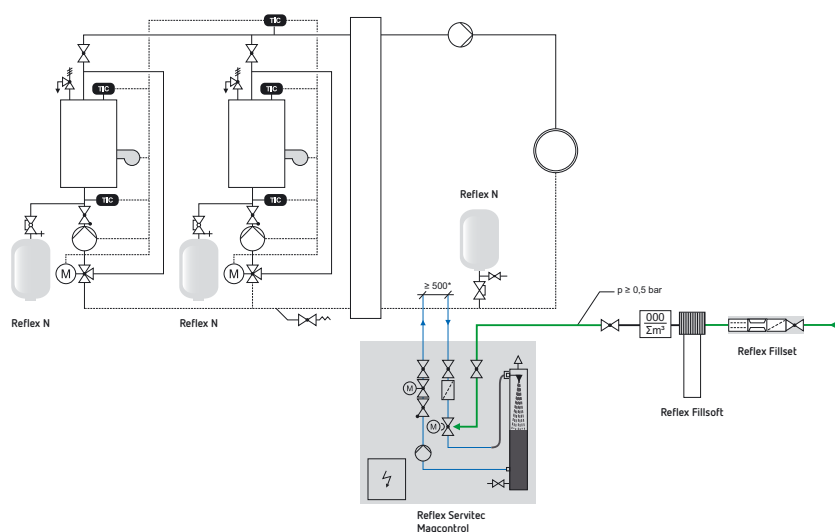 TIC
TIC
TIC
TIC
TIC
M
M
Reflex N
Reflex N
Reflex N
≥ 500*
p ≥ 0,5 bar
000
Σm³
Reflex Fillset
Reflex Fillsoft
M
M
Reflex Servitec
Magcontrol